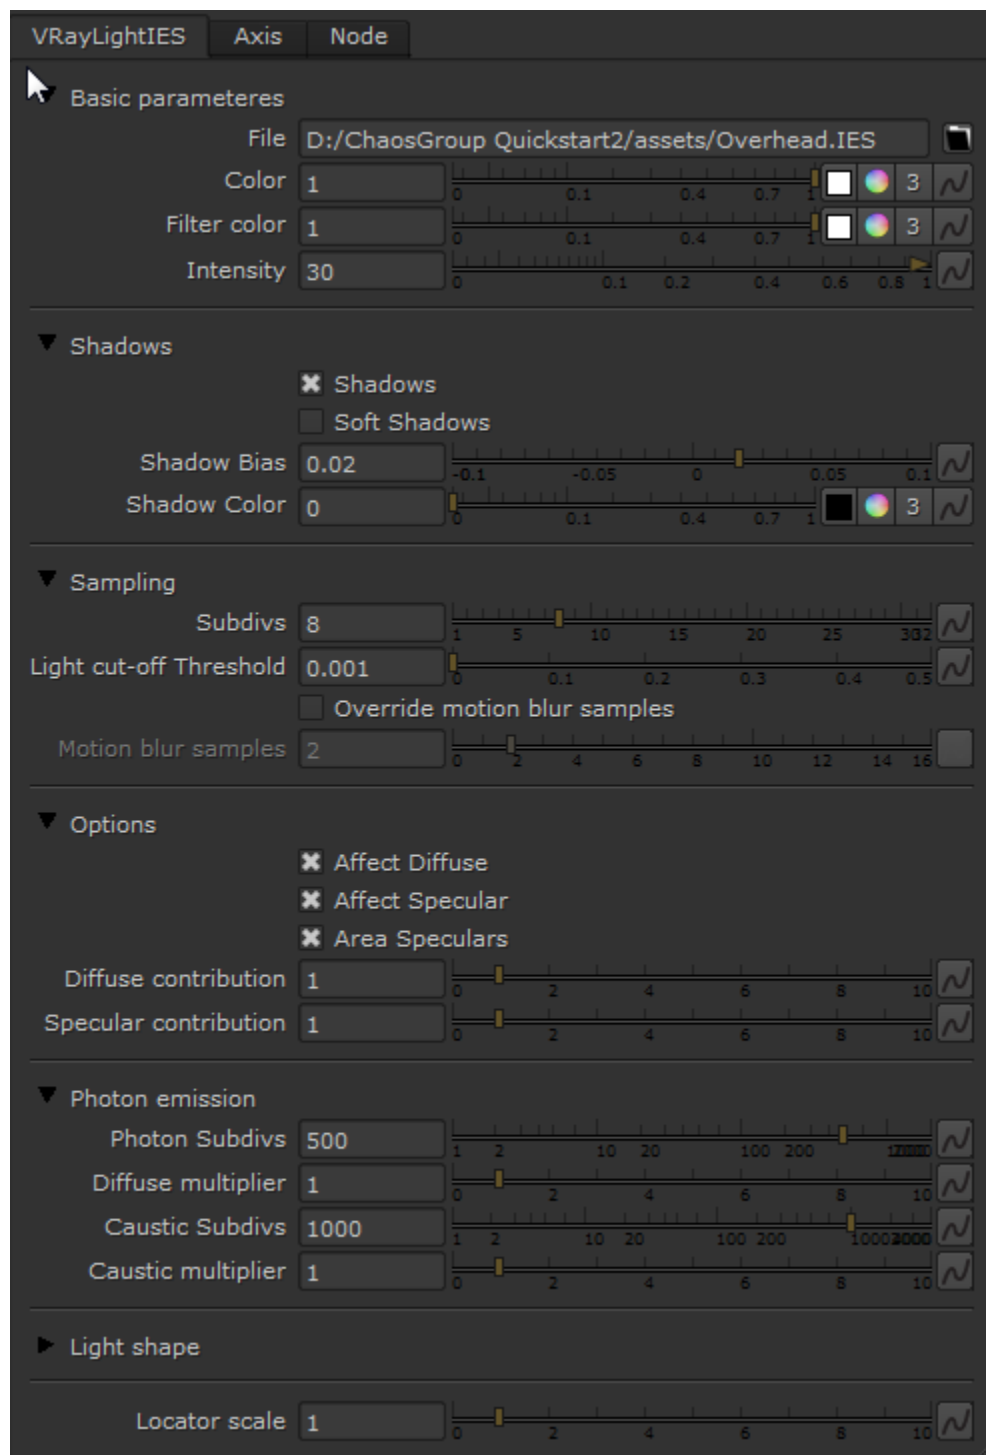 VRayLightIES Axis Node
Basic parameteres
File D:/ChaosGroup Quickstart2/assets/Overhead.IES
Color 1 0 0.1 0.4 0.7 1 3
Filter color 1 0 0.1 0.4 0.7 1 3
Intensity 30 0 0.1 0.2 0.4 0.6 0.8 1
Shadows
Shadows
Soft Shadows
Shadow Bias 0.02 -0.1 -0.05 0 0.05 0.1
Shadow Color 0 0 0.1 0.4 0.7 1 3
Sampling
Subdivs 8 1 5 10 15 20 25 30 32
Light cut-off Threshold 0.001 0 0.1 0.2 0.3 0.4 0.5
Override motion blur samples
Motion blur samples 2 0 2 4 6 8 10 12 14 16
Options
Affect Diffuse
Affect Specular
Area Speculars
Diffuse contribution 1 0 2 4 6 8 10
Specular contribution 1 0 2 4 6 8 10
Photon emission
Photon Subdivs 500 1 2 10 20 100 200
Diffuse multiplier 1 0 2 4 6 8 10
Caustic Subdivs 1000 1 2 10 20 100 200 1000
Caustic multiplier 1 0 2 4 6 8 10
Light shape
Locator scale 1 0 2 4 6 8 10